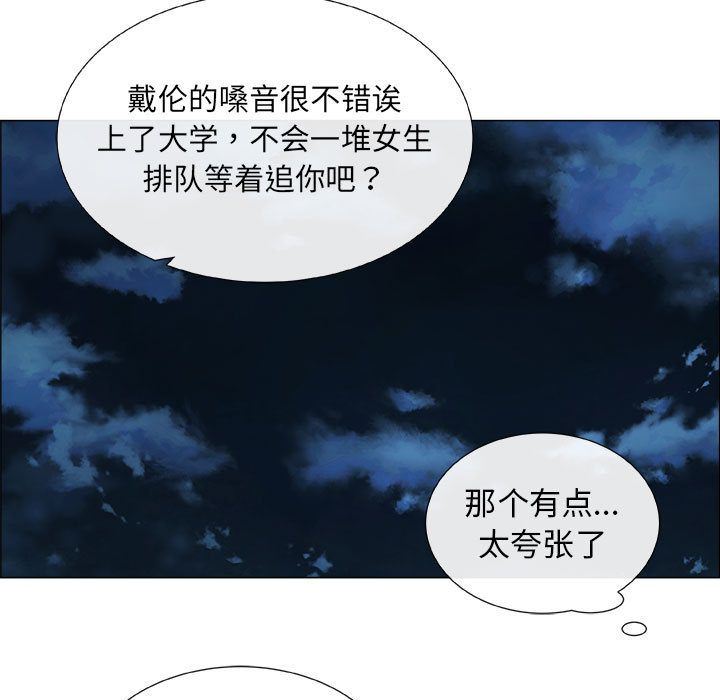 戴伦的嗓音很不错诶
上了大学，不会一堆女生
排队等着追你吧？
那个有点...
太夸张了